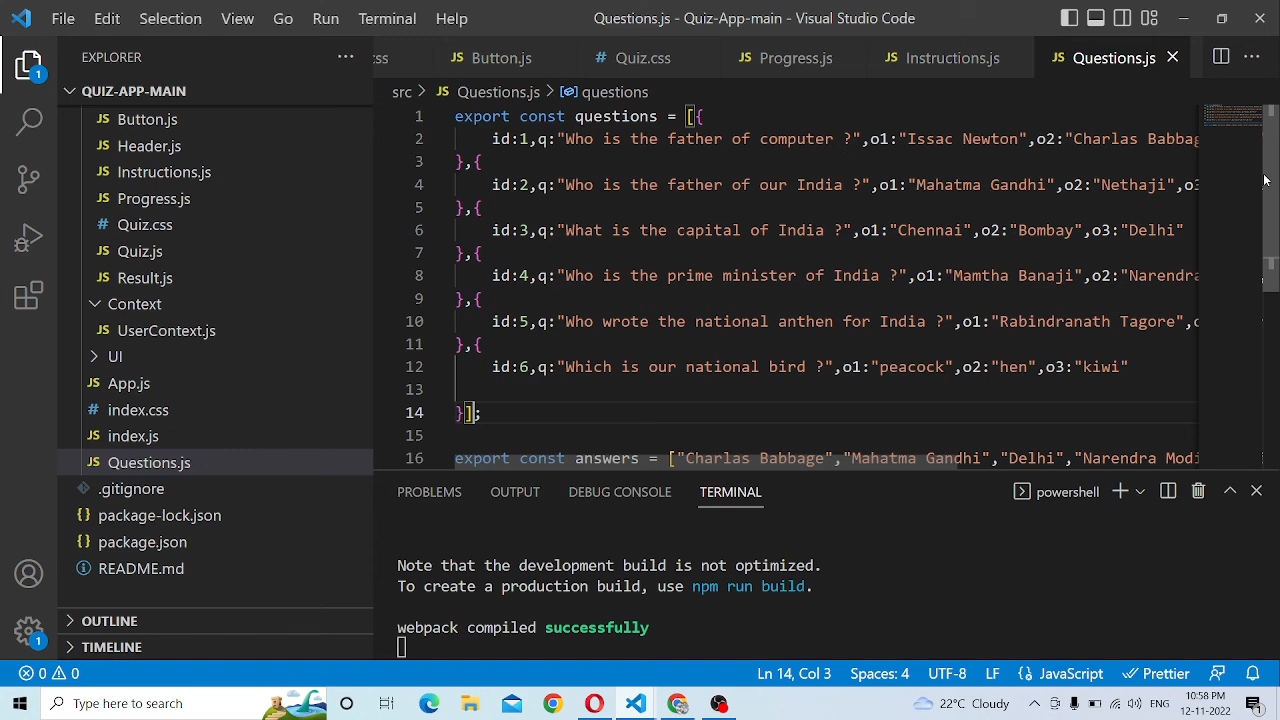 File Edit Selection View Go Run Terminal Help Questions.js - Quiz-App-main - Visual Studio Code
EXPLORER
css Button.js Quiz.css Progress.js Instructions.js Questions.js
QUIZ-APP-MAIN
src > Questions.js > questions
Button.js
Header.js
Instructions.js
Progress.js
Quiz.css
Quiz.js
Result.js
Context
UserContext.js
UI
App.js
index.css
index.js
Questions.js
.gitignore
package-lock.json
package.json
README.md
OUTLINE
TIMELINE
1
1
1 export const questions = [{
2 id:1,q:"Who is the father of computer ?",o1:"Issac Newton",o2:"Charlas Babbag
3 },{
4 id:2,q:"Who is the father of our India ?",o1:"Mahatma Gandhi",o2:"Nethaji",o3
5 },{
6 id:3,q:"What is the capital of India ?",o1:"Chennai",o2:"Bombay",o3:"Delhi"
7 },{
8 id:4,q:"Who is the prime minister of India ?",o1:"Mamtha Banaji",o2:"Narendra
9 },{
10 id:5,q:"Who wrote the national anthen for India ?",o1:"Rabindranath Tagore",o
11 },{
12 id:6,q:"Which is our national bird ?",o1:"peacock",o2:"hen",o3:"kiwi"
13
14 }];
15
16 export const answers = ["Charlas Babbage","Mahatma Gandhi","Delhi","Narendra Modi
PROBLEMS OUTPUT DEBUG CONSOLE TERMINAL powershell
Note that the development build is not optimized.
To create a production build, use npm run build.
webpack compiled successfully
0 0 Ln 14, Col 3 Spaces: 4 UTF-8 LF JavaScript Prettier
Type here to search 22°C Cloudy ENG 10:58 PM
12-11-2022 1